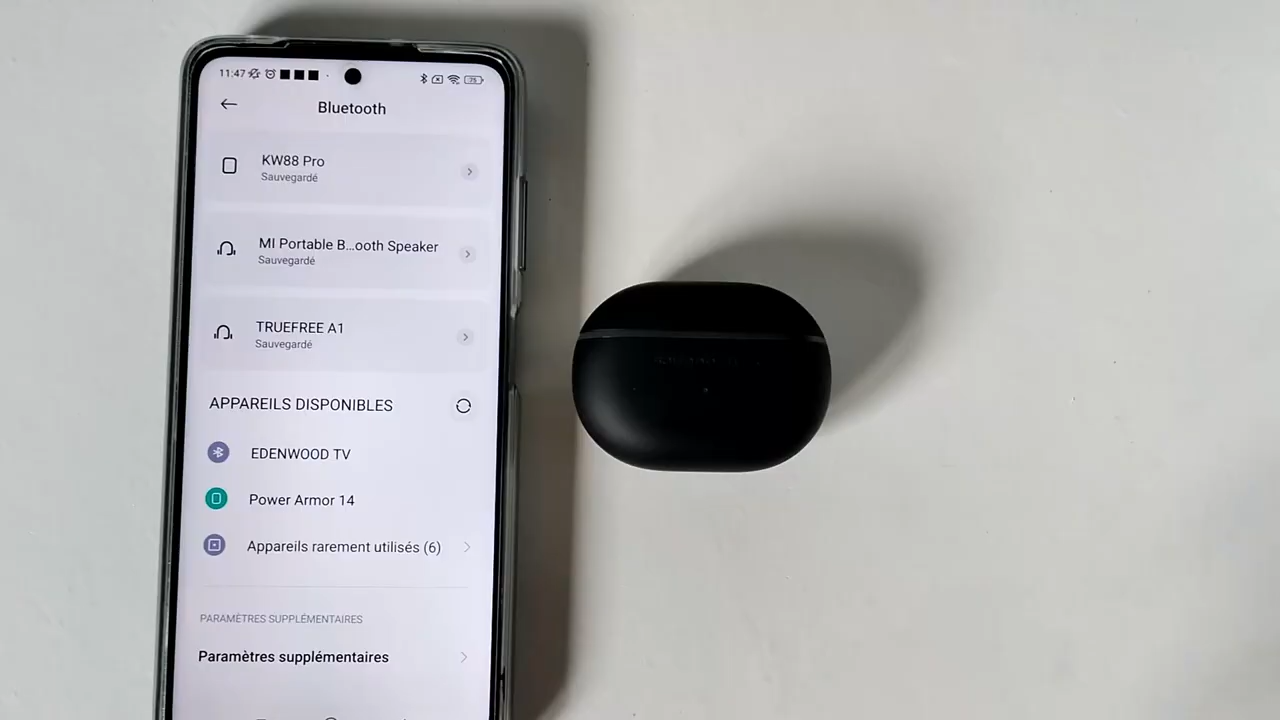 11:47
75
Bluetooth
KW88 Pro
Sauvegardé
MI Portable B...ooth Speaker
Sauvegardé
TRUEFREE A1
Sauvegardé
APPAREILS DISPONIBLES
EDENWOOD TV
Power Armor 14
Appareils rarement utilisés (6)
PARAMÈTRES SUPPLÉMENTAIRES
Paramètres supplémentaires